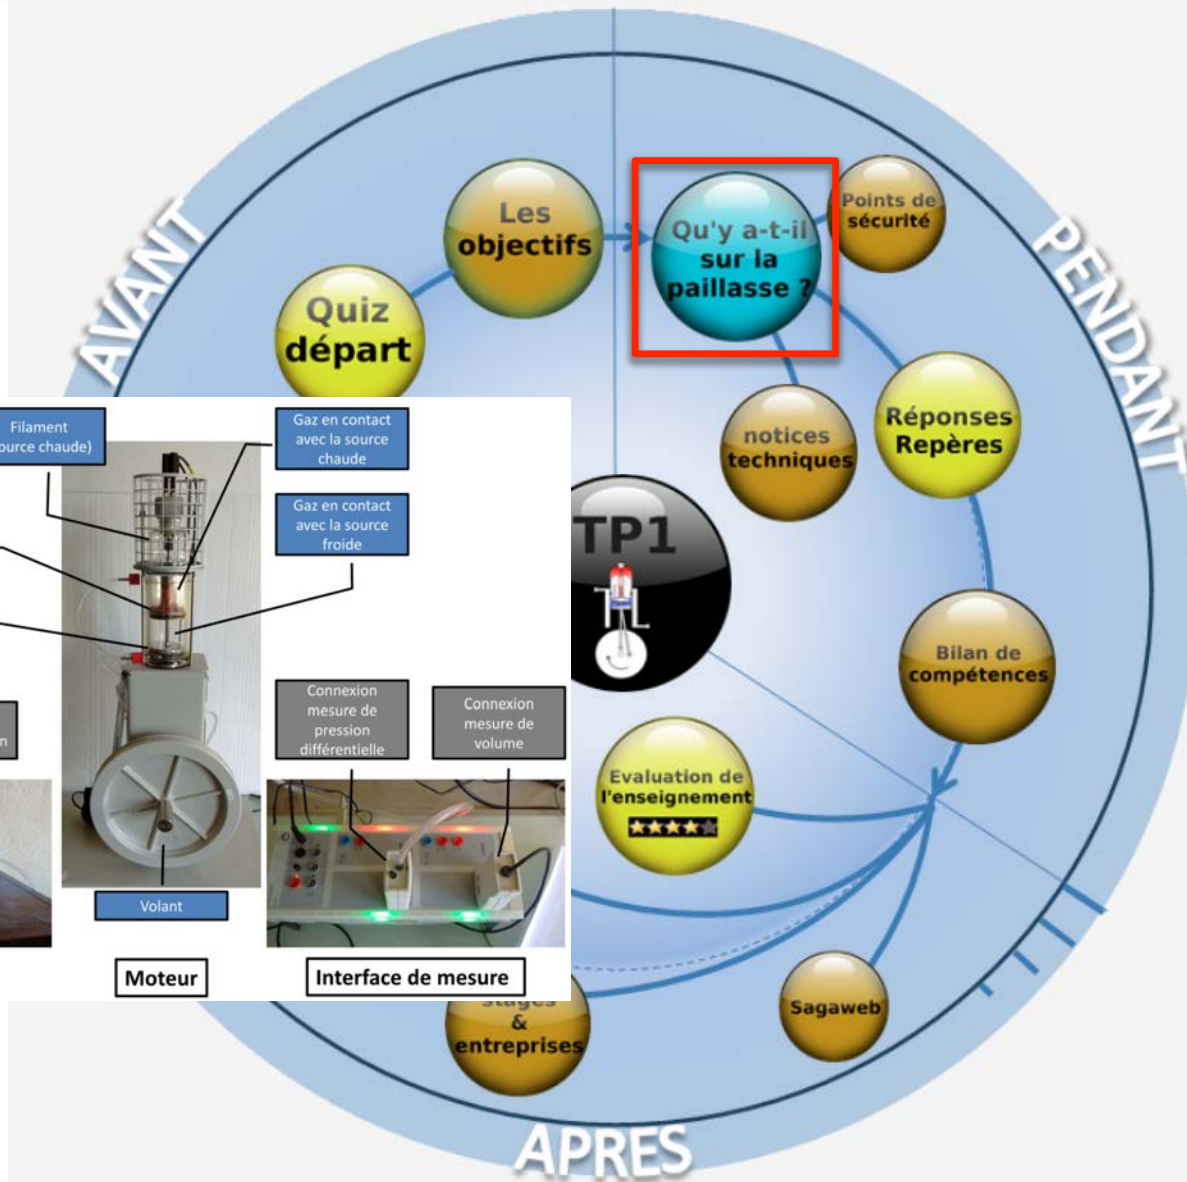 AVANT
PENDANT
APRES
Quiz
départ
Les
objectifs
Qu'y a-t-il
sur la
paillasse ?
Points de
sécurité
notices
techniques
Réponses
Repères
TP1
Bilan de
compétences
Evaluation de
l'enseignement
Sagaweb
stages
&
entreprises
Filament
ource chaude)
Gaz en contact
avec la source
chaude
Gaz en contact
avec la source
froide
Connexion
mesure de
pression
différentielle
Connexion
mesure de
volume
n
Volant
Moteur
Interface de mesure